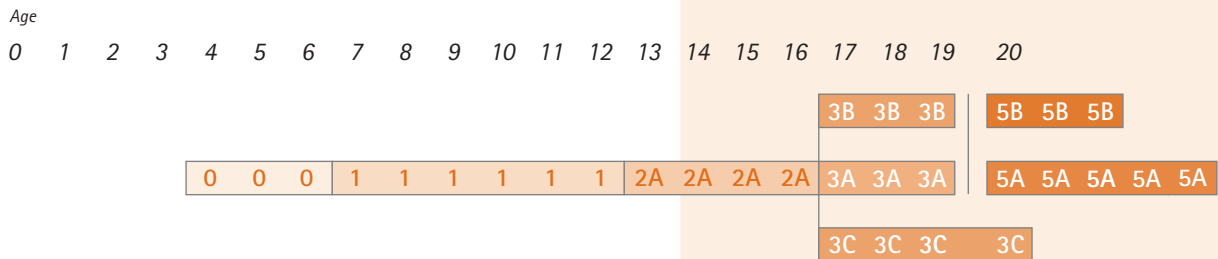 Age
0 1 2 3 4 5 6 7 8 9 10 11 12 13 14 15 16 17 18 19 20
3B 3B 3B 5B 5B 5B
0 0 0 1 1 1 1 1 1 2A 2A 2A 2A 3A 3A 3A 5A 5A 5A 5A 5A
3C 3C 3C 3C